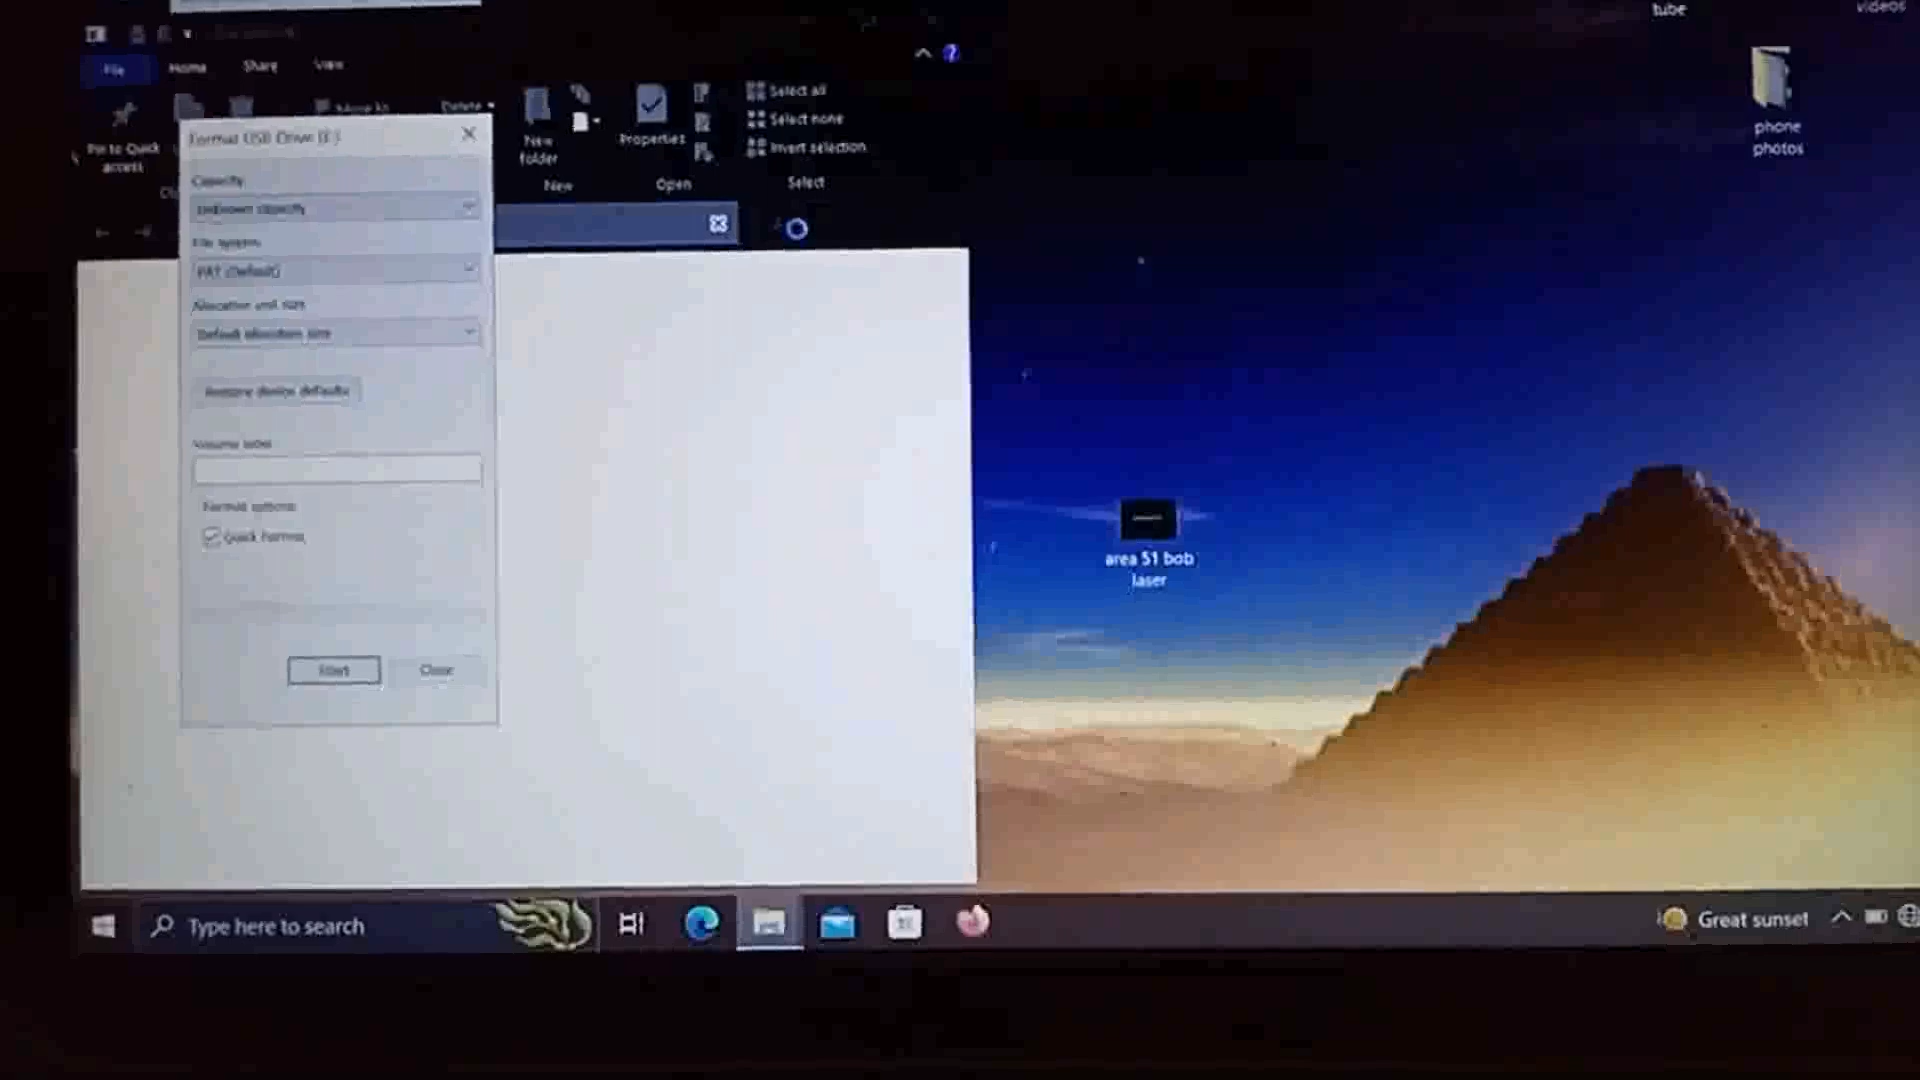 tube
videos
File
Home
Share
View
Move to
Delete
Select all
Select none
Invert selection
Pin to Quick
access
New
folder
Properties
New
Open
Select
Format USB Drive (E:)
Capacity
Unknown capacity
File system
FAT (Default)
Allocation unit size
Default allocation size
Restore device defaults
Volume label
Format options
Quick Format
Start
Close
phone
photos
area 51 bob
laser
Type here to search
Great sunset